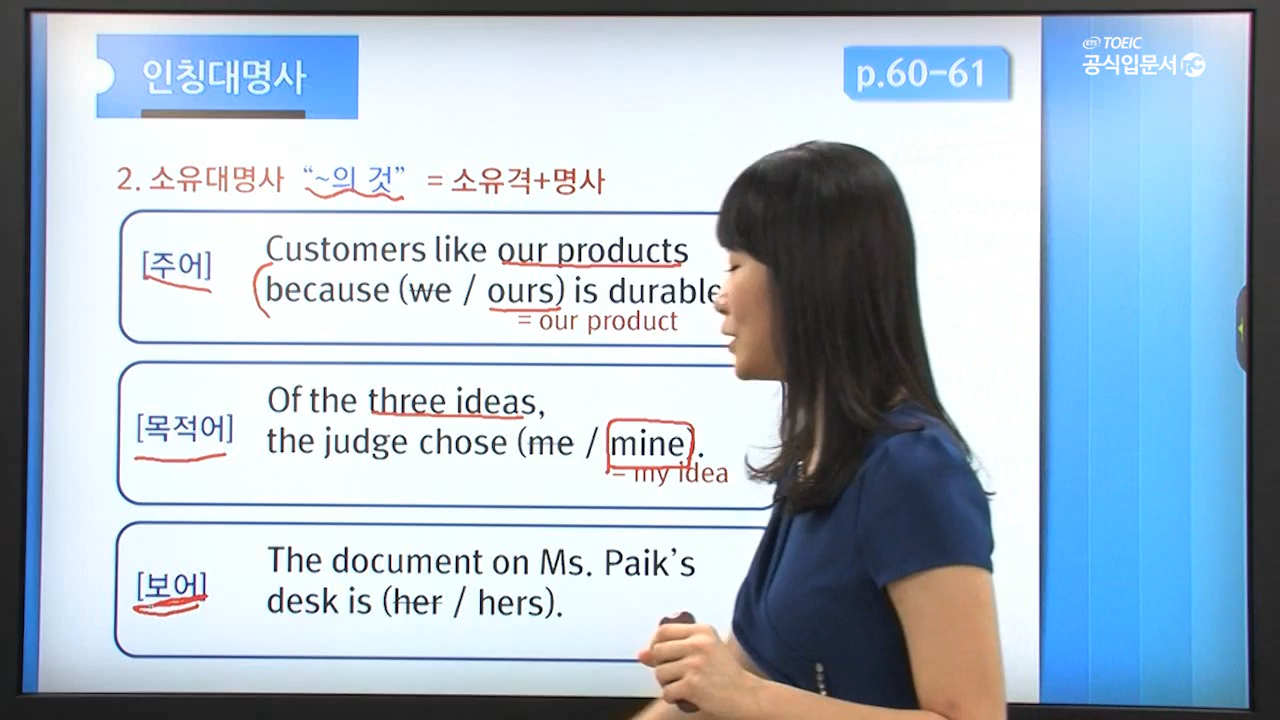 인칭대명사
p.60-61
ETS TOEIC
공식입문서 RC
2. 소유대명사 “~의 것” = 소유격+명사
[주어]
Customers like our products
because (we / ours) is durable
= our product
[목적어]
Of the three ideas,
the judge chose (me / mine).
= my idea
[보어]
The document on Ms. Paik’s
desk is (her / hers).